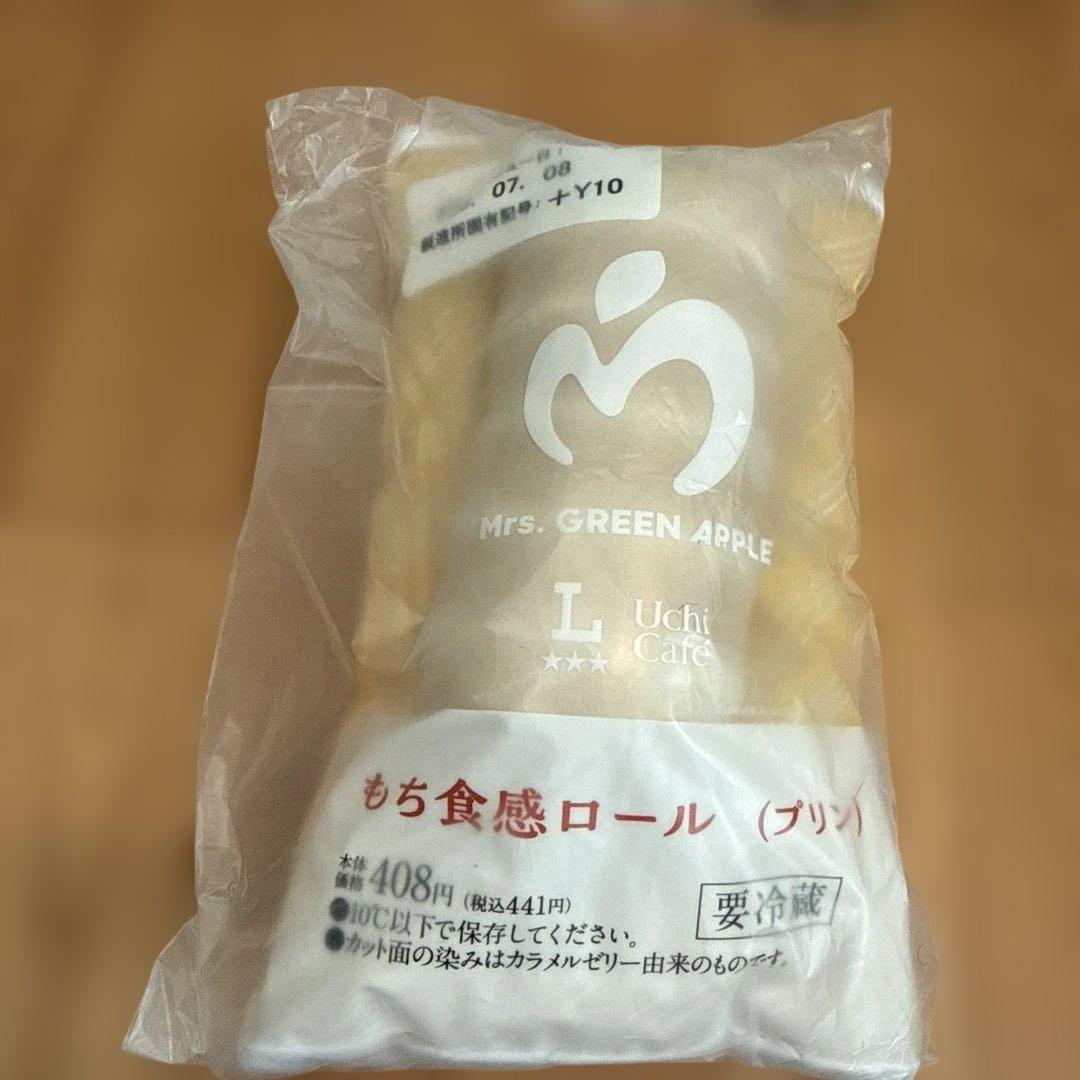 07. 08
製造所固有記号: +Y10
Mrs. GREEN APPLE
L
Uchi
Café
もち食感ロール (プリン)
本体
価格 408円 (税込441円)
●10℃以下で保存してください。
●カット面の染みはカラメルゼリー由来のものです。
要冷蔵